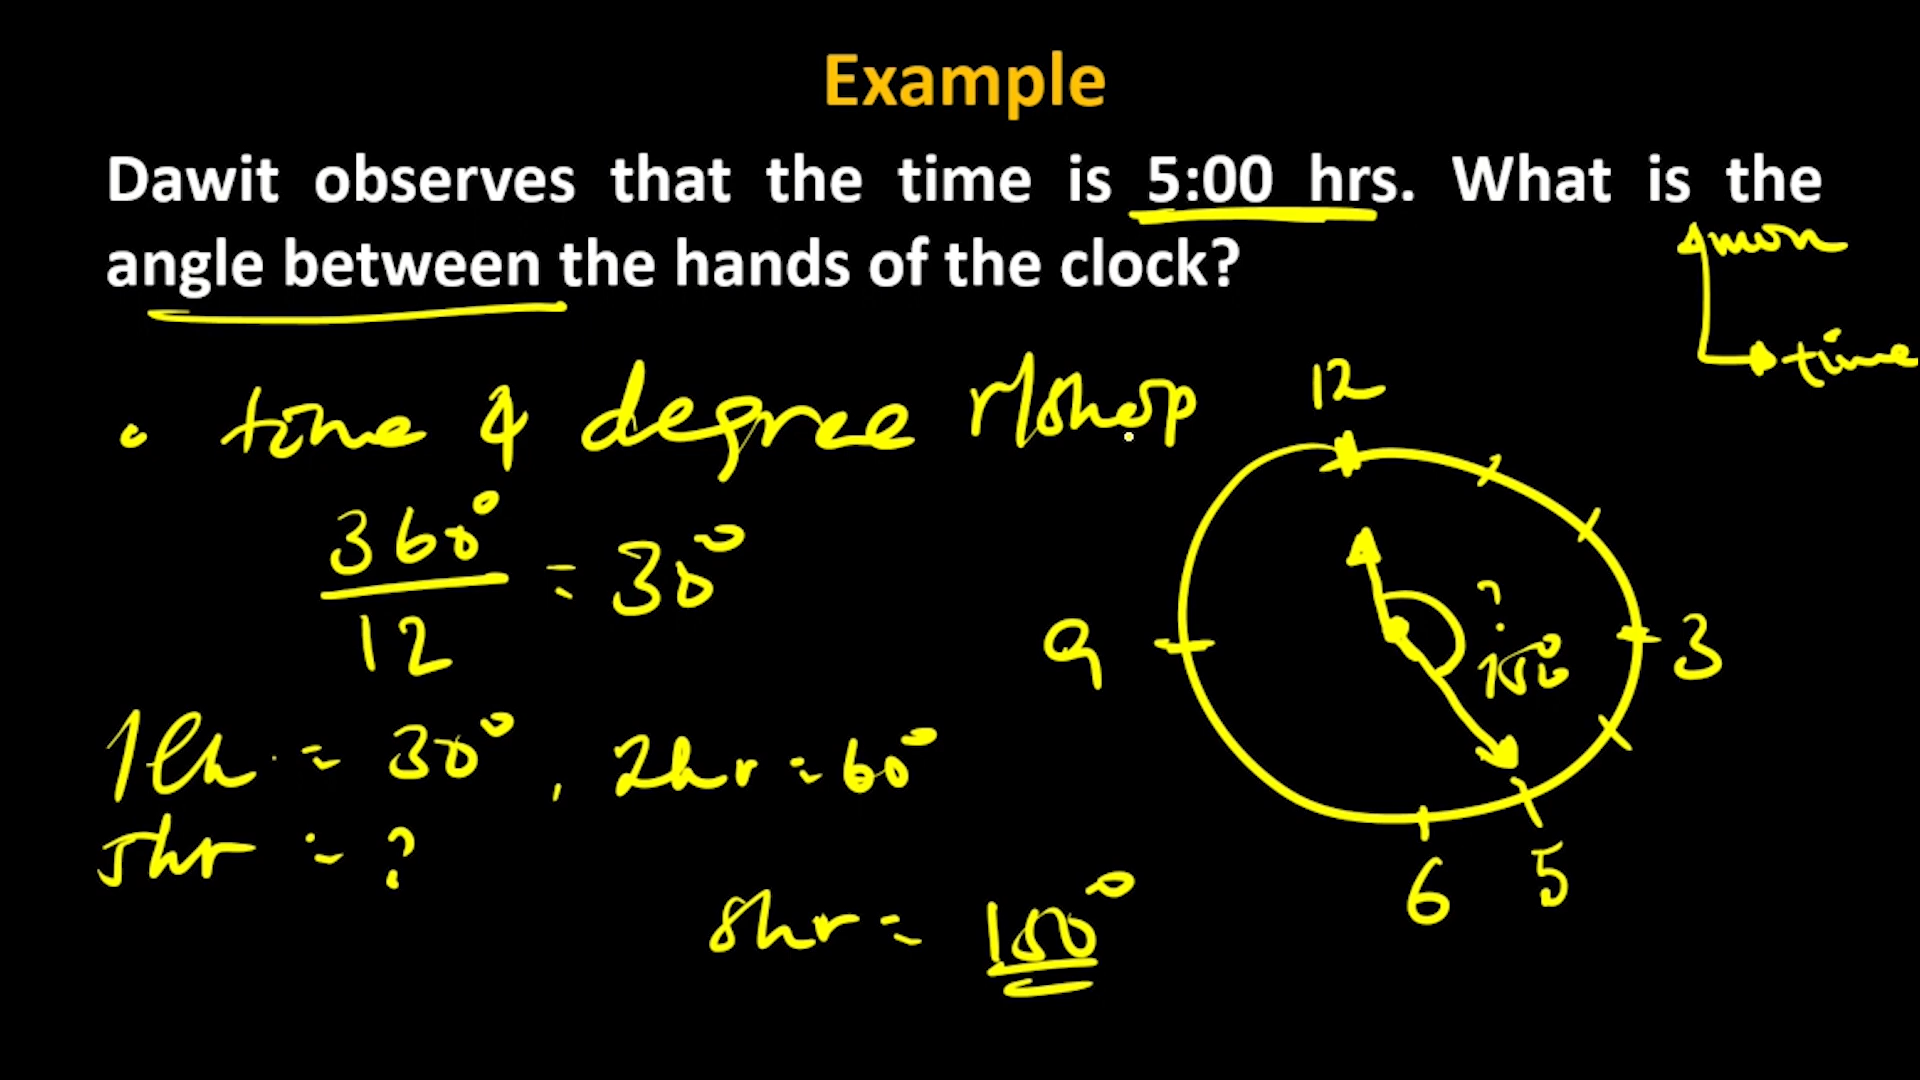 Example
Dawit observes that the time is 5:00 hrs. What is the
angle between the hands of the clock?
mon
time
• time & degree r/ship
360°
12
= 30°
1hr = 30°, 2hr = 60°
5hr = ?
5hr = 150°
12
3
5
6
9
?
150°